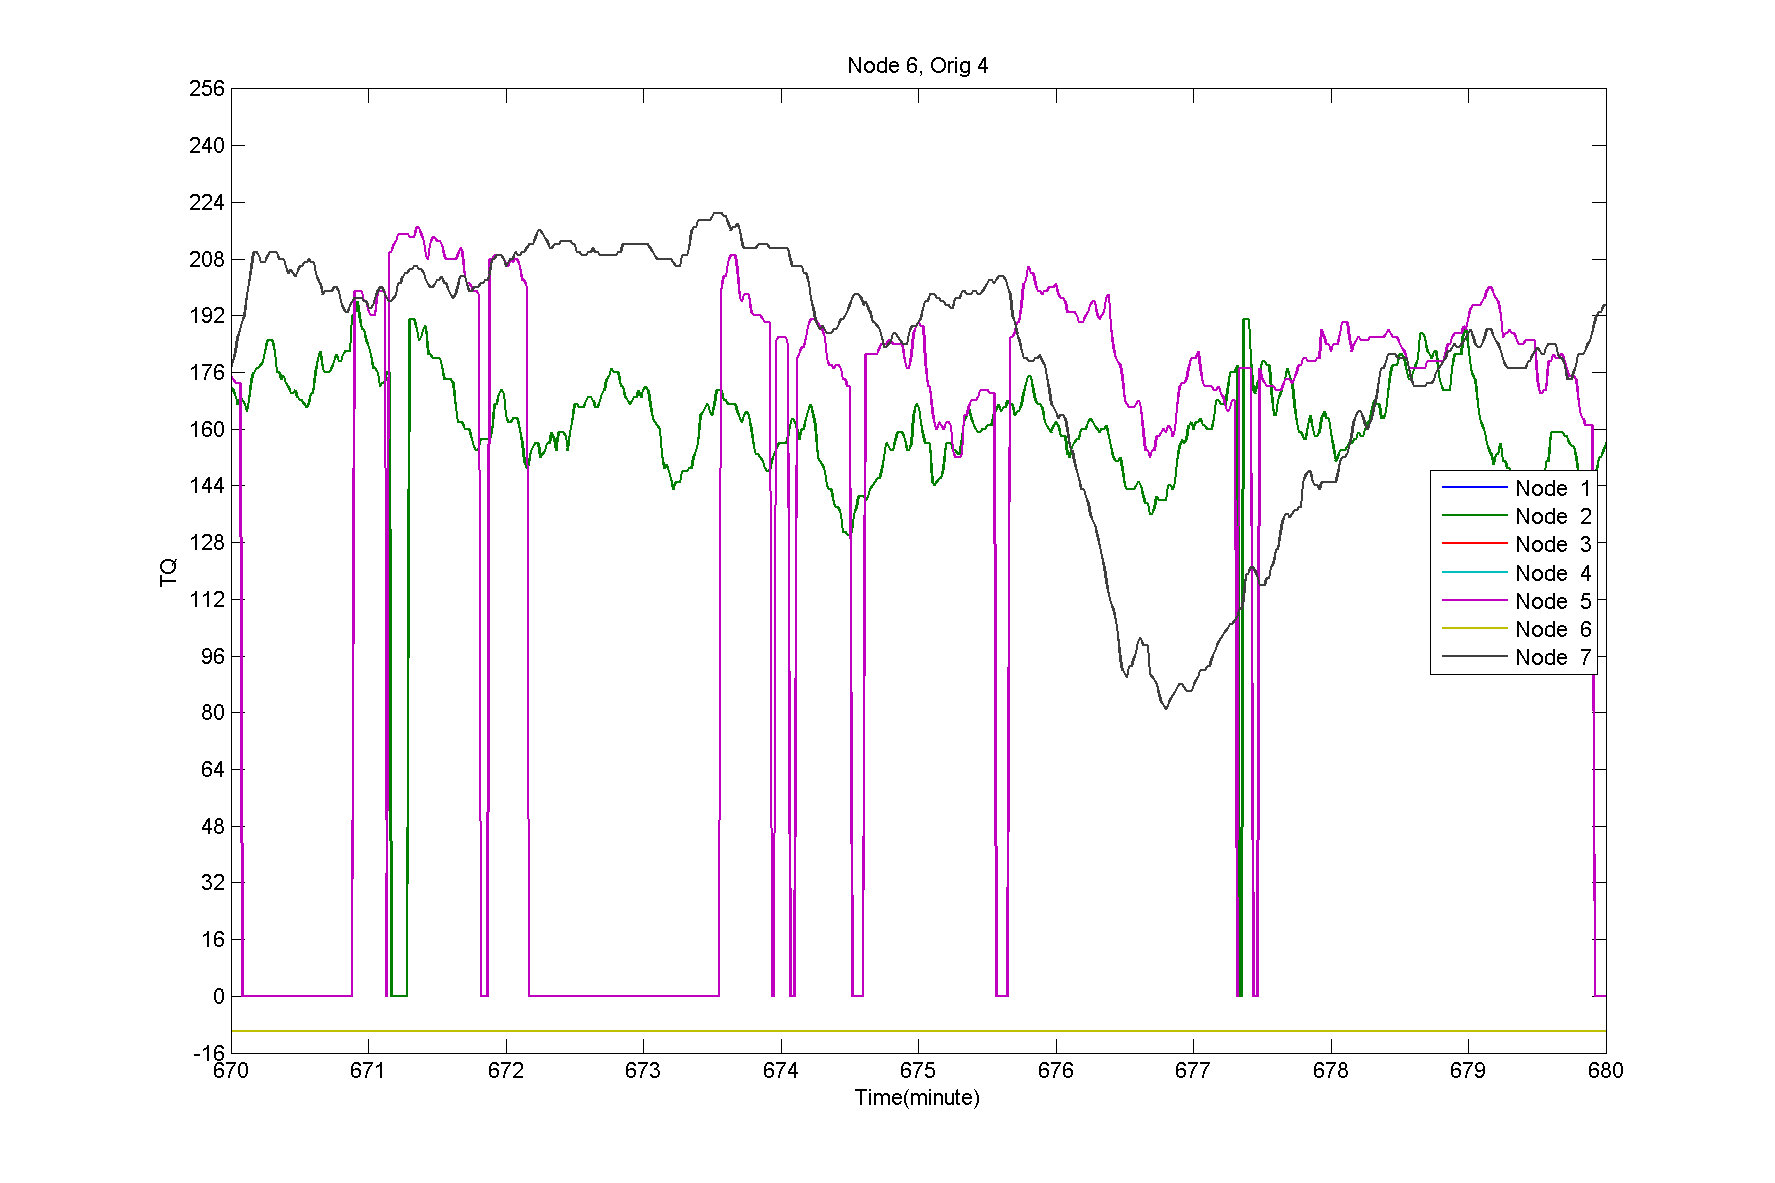 Node 6, Orig 4
256
240
224
208
192
176
160
144
128
112
96
80
64
48
32
16
0
-16
TQ
670 671 672 673 674 675 676 677 678 679 680
Time(minute)
Node 1
Node 2
Node 3
Node 4
Node 5
Node 6
Node 7